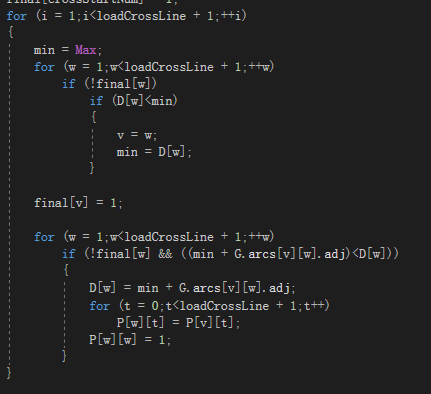 final[crossStartNum] = 1;
for (i = 1;i<loadCrossLine + 1;++i)
{
min = Max;
for (w = 1;w<loadCrossLine + 1;++w)
if (!final[w])
if (D[w]<min)
{
v = w;
min = D[w];
}
final[v] = 1;
for (w = 1;w<loadCrossLine + 1;++w)
if (!final[w] && ((min + G.arcs[v][w].adj)<D[w]))
{
D[w] = min + G.arcs[v][w].adj;
for (t = 0;t<loadCrossLine + 1;t++)
P[w][t] = P[v][t];
P[w][w] = 1;
}
}